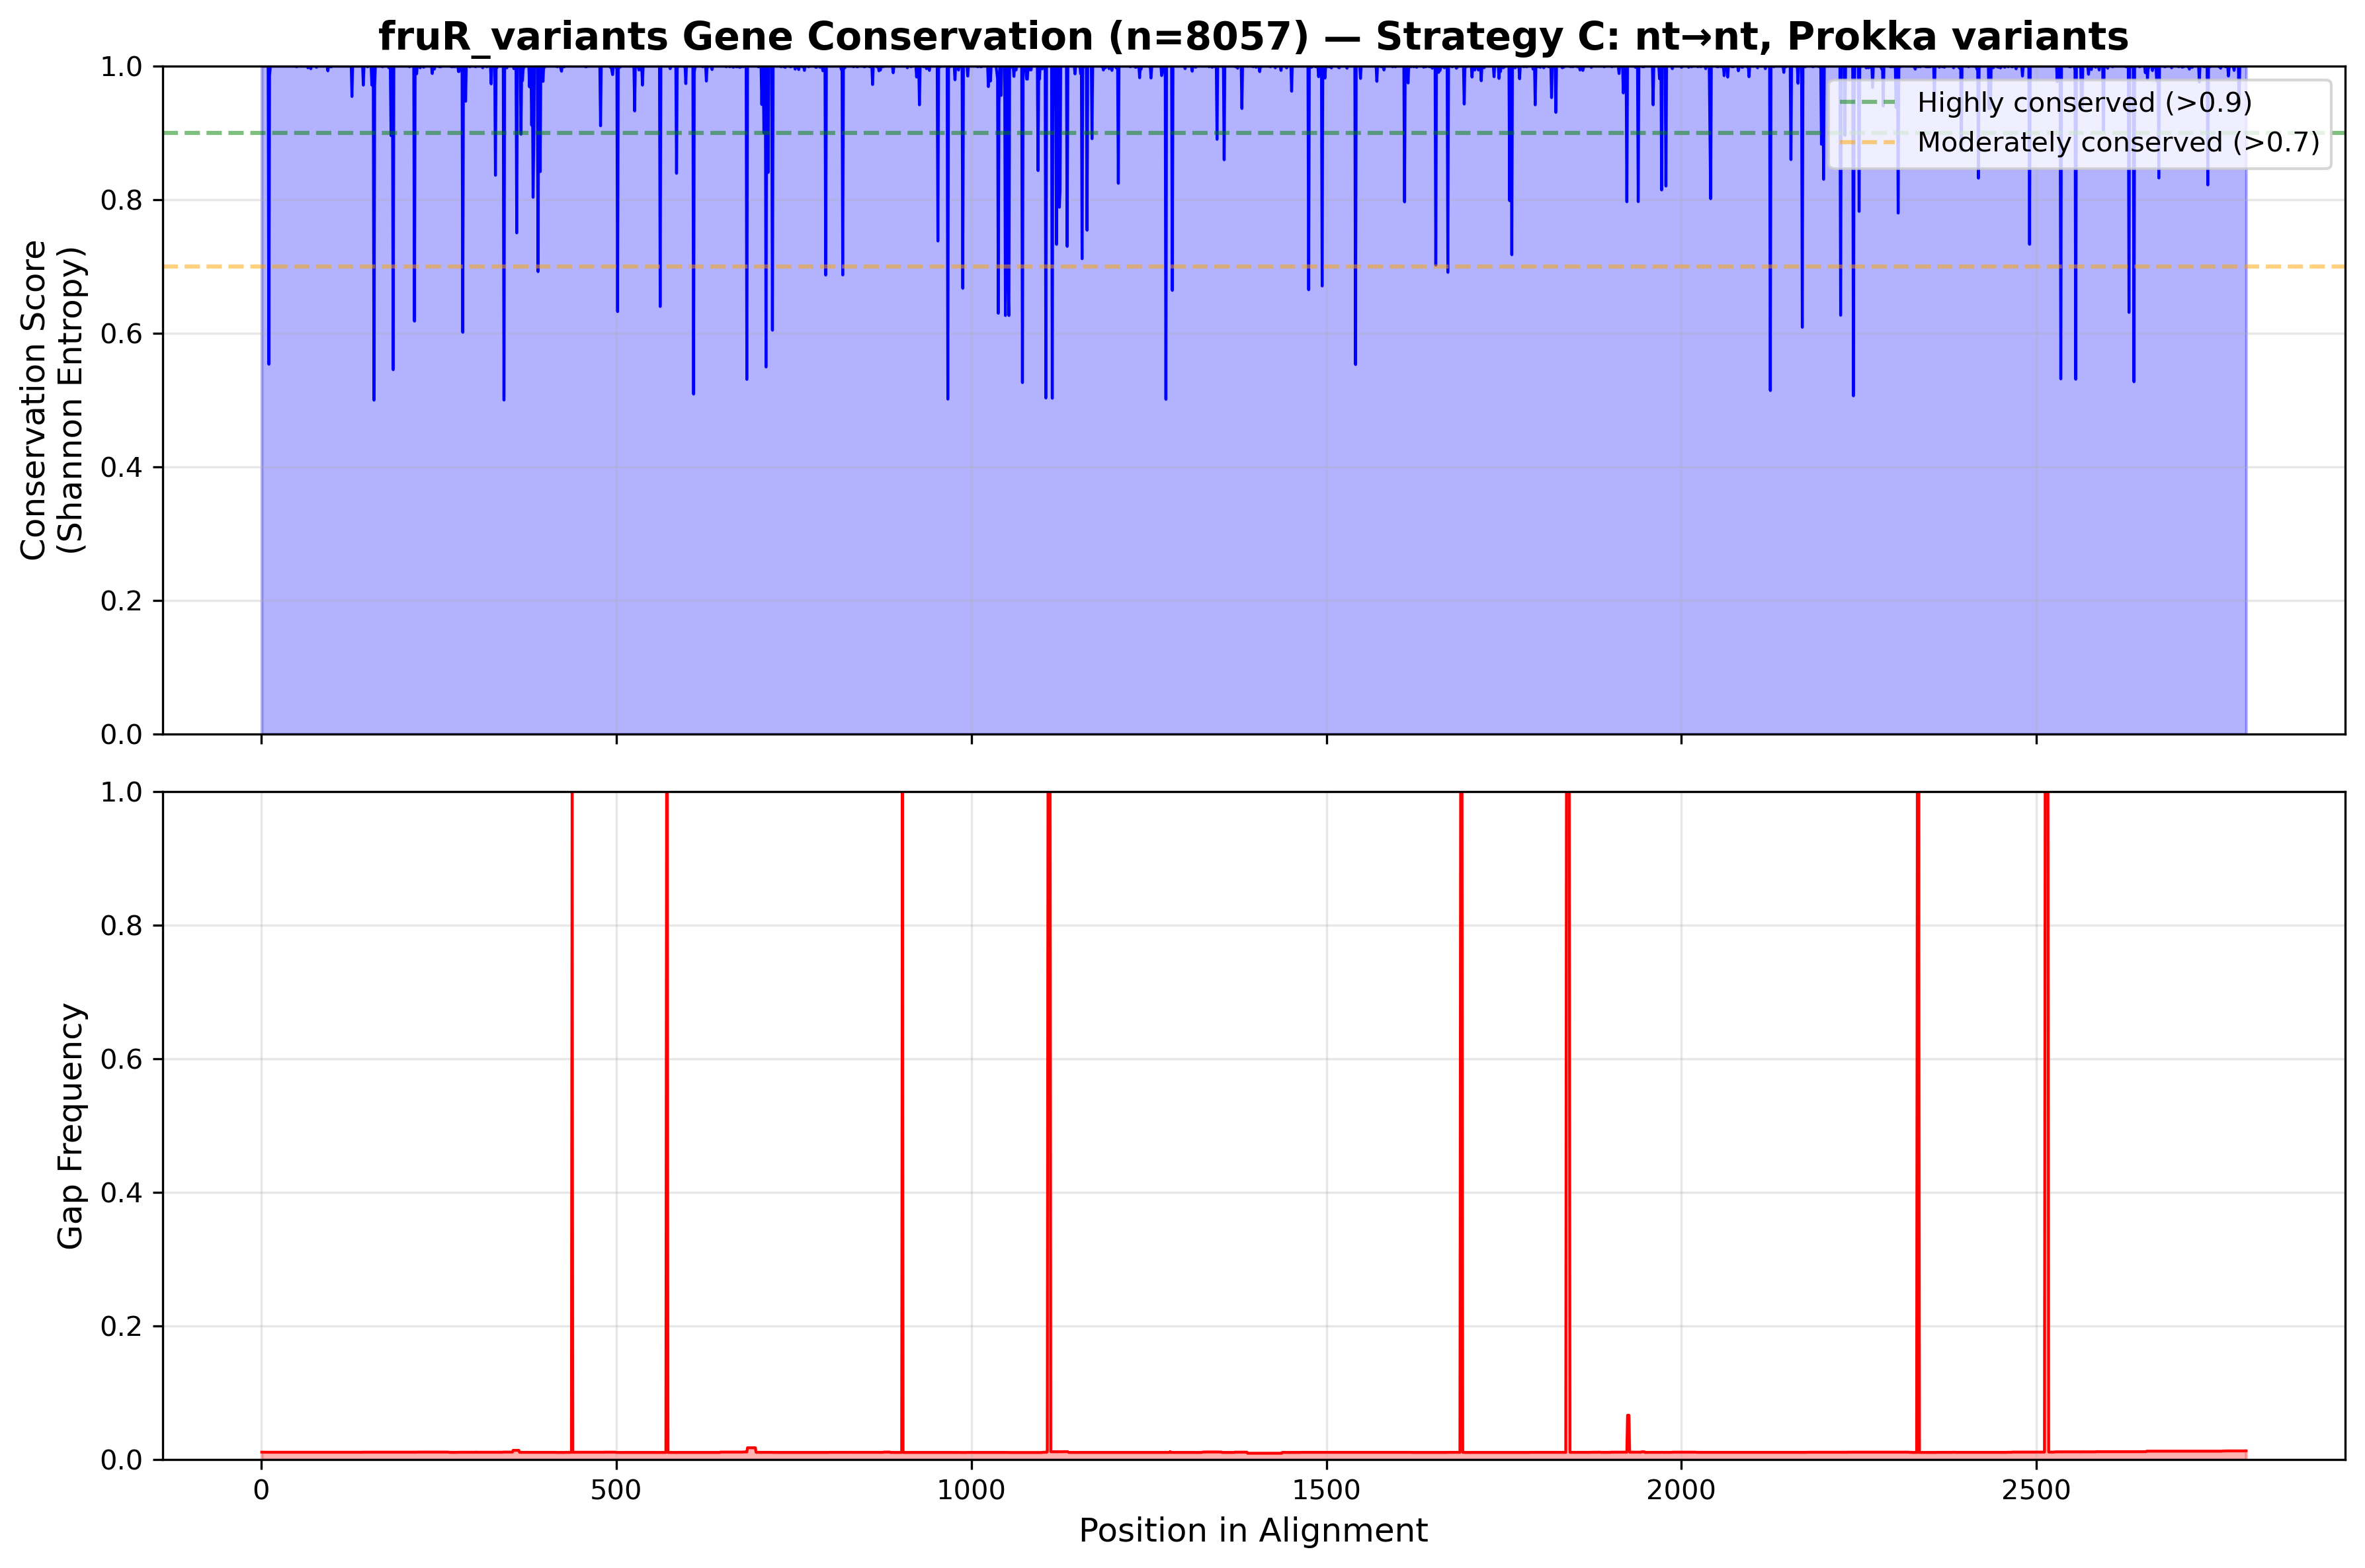 fruR_variants Gene Conservation (n=8057) — Strategy C: nt→nt, Prokka variants
Conservation Score
(Shannon Entropy)
1.0
0.8
0.6
0.4
0.2
0.0
Highly conserved (>0.9)
Moderately conserved (>0.7)
Gap Frequency
1.0
0.8
0.6
0.4
0.2
0.0
0 500 1000 1500 2000 2500
Position in Alignment